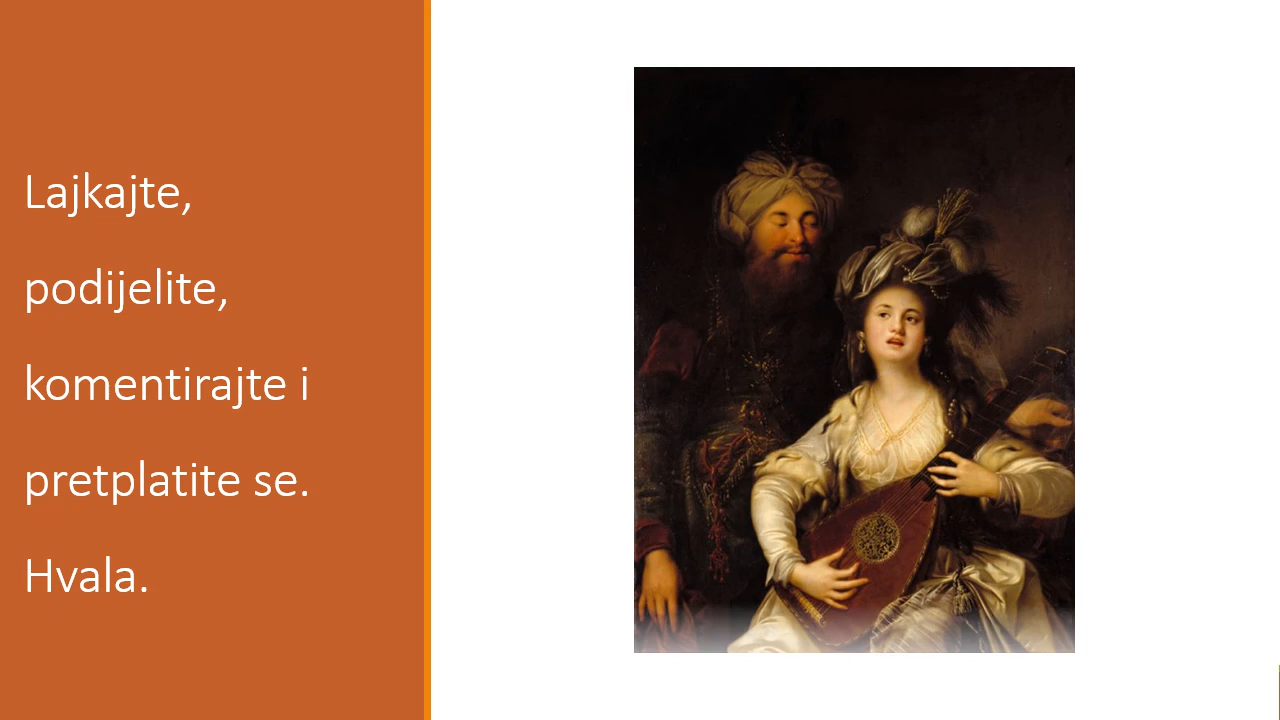 Lajkajte,
podijelite,
komentirajte i
pretplatite se.
Hvala.